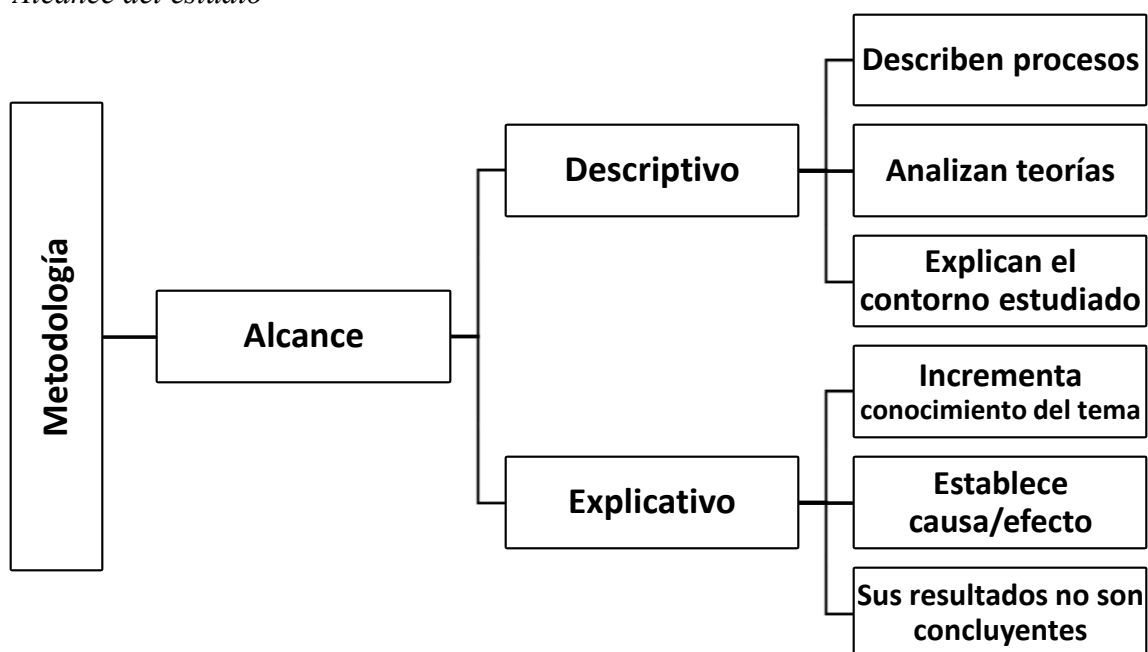 Alcance del estudio
Metodología
Alcance
Descriptivo
Describen procesos
Analizan teorías
Explican el
contorno estudiado
Explicativo
Incrementa
conocimiento del tema
Establece
causa/efecto
Sus resultados no son
concluyentes